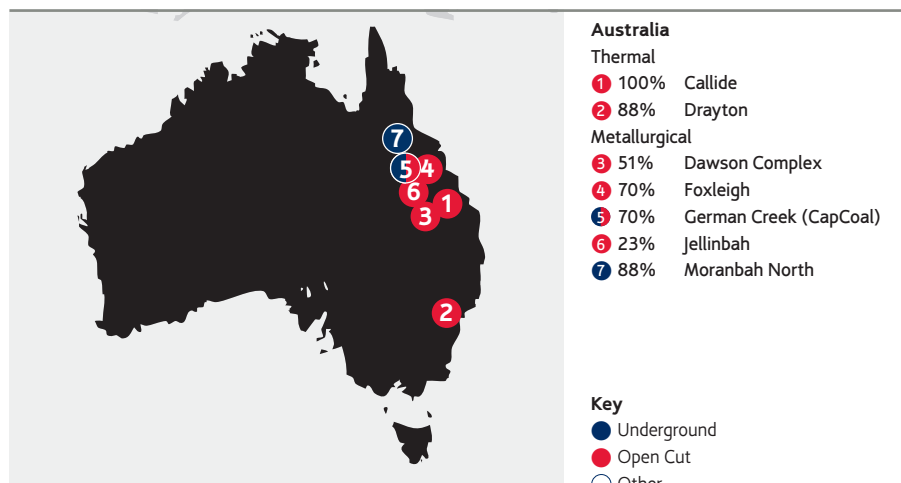 7
5
4
6
1
3
2
Australia
Thermal
1 100% Callide
2 88% Drayton
Metallurgical
3 51% Dawson Complex
4 70% Foxleigh
5 70% German Creek (CapCoal)
6 23% Jellinbah
7 88% Moranbah North
Key
Underground
Open Cut
Other